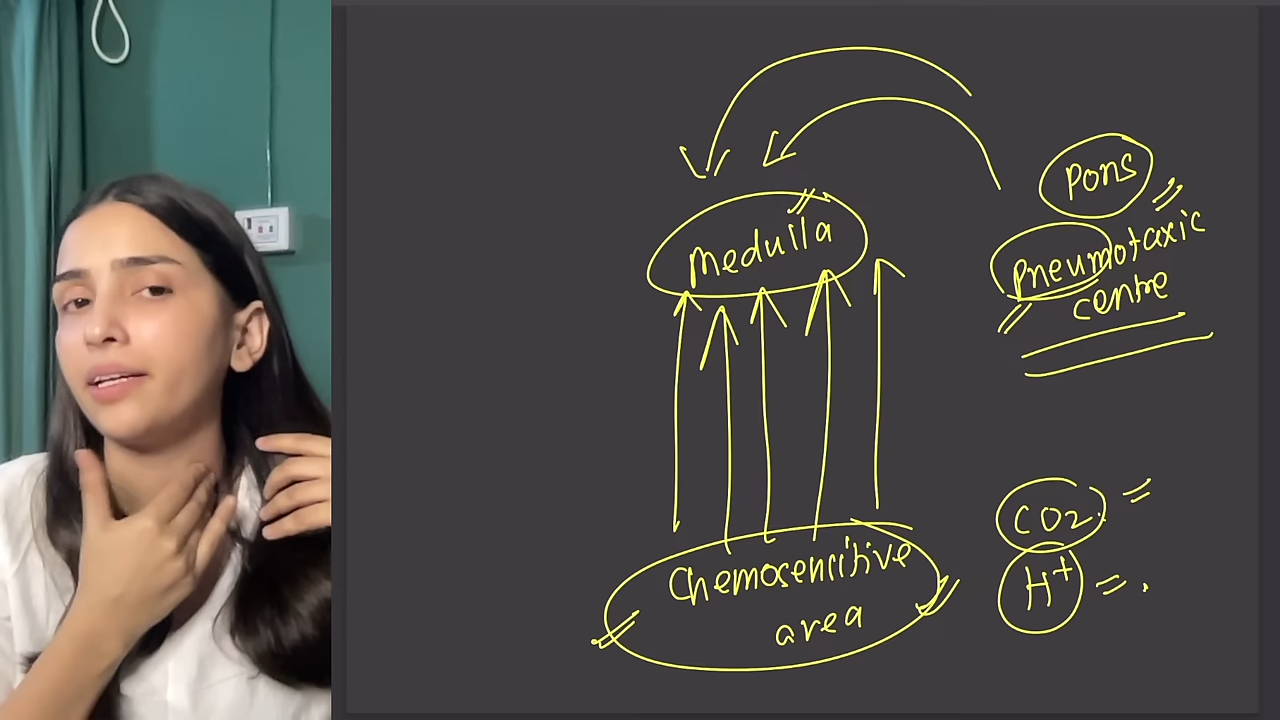 Pons
Medulla
Pneumotaxic
centre
CO2
Chemosensitive
area
H+